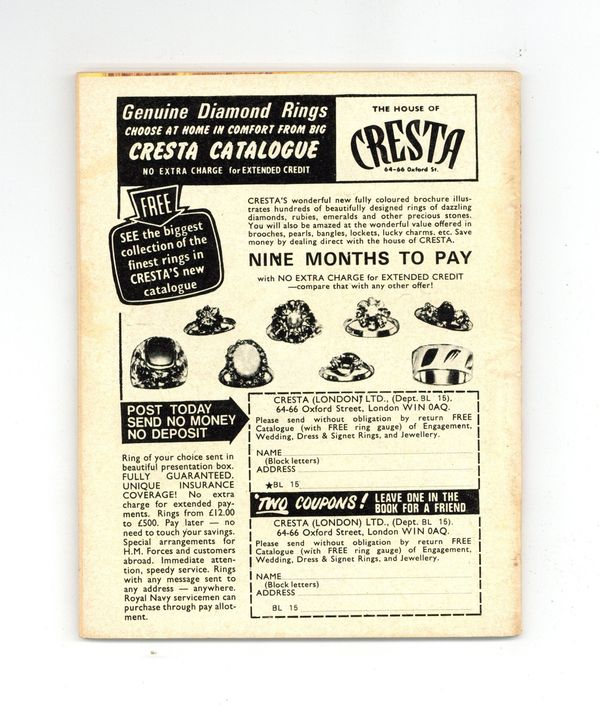 Genuine Diamond Rings
CHOOSE AT HOME IN COMFORT FROM BIG
CRESTA CATALOGUE
NO EXTRA CHARGE for EXTENDED CREDIT
THE HOUSE OF
CRESTA
64-66 Oxford St.
FREE
SEE the biggest
collection of the
finest rings in
CRESTA'S new
catalogue
CRESTA'S wonderful new fully coloured brochure illus-
trates hundreds of beautifully designed rings of dazzling
diamonds, rubies, emeralds and other precious stones.
You will also be amazed at the wonderful value offered in
brooches, pearls, bangles, lockets, lucky charms. etc. Save
money by dealing direct with the house of CRESTA.
NINE MONTHS TO PAY
with NO EXTRA CHARGE for EXTENDED CREDIT
—compare that with any other offer!
POST TODAY
SEND NO MONEY
NO DEPOSIT
Ring of your choice sent in
beautiful presentation box.
FULLY GUARANTEED.
UNIQUE INSURANCE
COVERAGE! No extra
charge for extended pay-
ments. Rings from £12.00
to £500. Pay later — no
need to touch your savings.
Special arrangements for
H.M. Forces and customers
abroad. Immediate atten-
tion, speedy service. Rings
with any message sent to
any address — anywhere.
Royal Navy servicemen can
purchase through pay allot-
ment.
CRESTA (LONDON) LTD., (Dept. BL 15).
64-66 Oxford Street, London W1N 0AQ.
Please send without obligation by return FREE
Catalogue (with FREE ring gauge) of Engagement,
Wedding, Dress & Signet Rings, and Jewellery.
NAME
(Block letters)
ADDRESS
★BL 15
TWO COUPONS! LEAVE ONE IN THE
BOOK FOR A FRIEND
CRESTA (LONDON) LTD., (Dept. BL 15).
64-66 Oxford Street, London W1N 0AQ.
Please send without obligation by return FREE
Catalogue (with FREE ring gauge) of Engagement,
Wedding, Dress & Signet Rings, and Jewellery.
NAME
(Block letters)
ADDRESS
BL 15